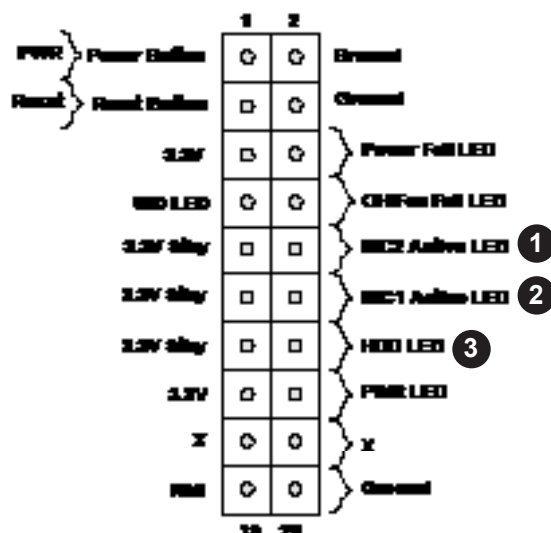 1 2
PWR Power Button Ground
Reset Reset Button Ground
3.3V Power Fail LED
UID LED OH/Fan Fail LED
3.3V Stby NIC2 Active LED 1
3.3V Stby NIC1 Active LED 2
3.3V Stby HDD LED 3
3.3V PWR LED
X X
NMI Ground
19 20